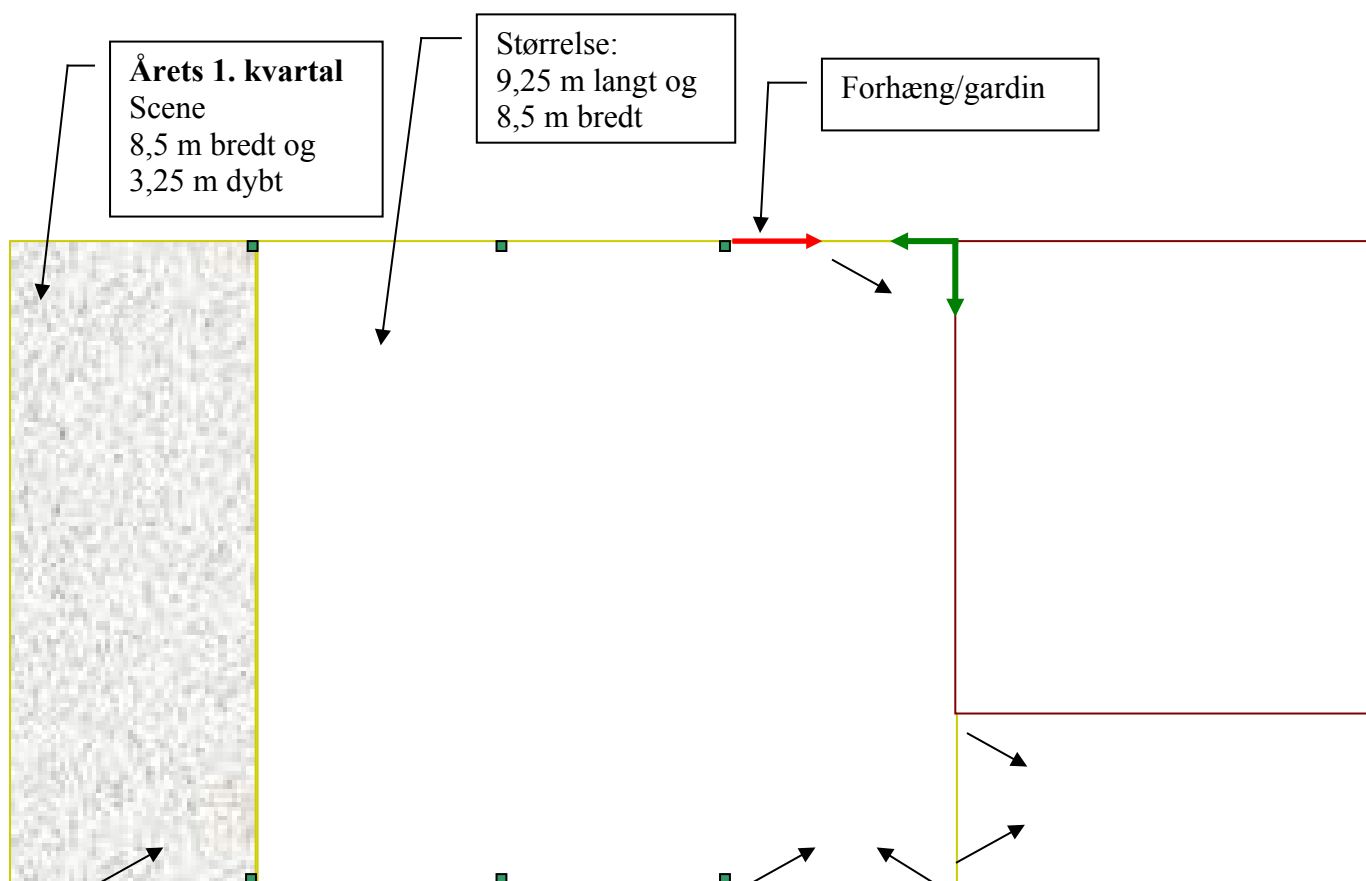 Årets 1. kvartal
Scene
8,5 m bredt og
3,25 m dybt
Størrelse:
9,25 m langt og
8,5 m bredt
Forhæng/gardin